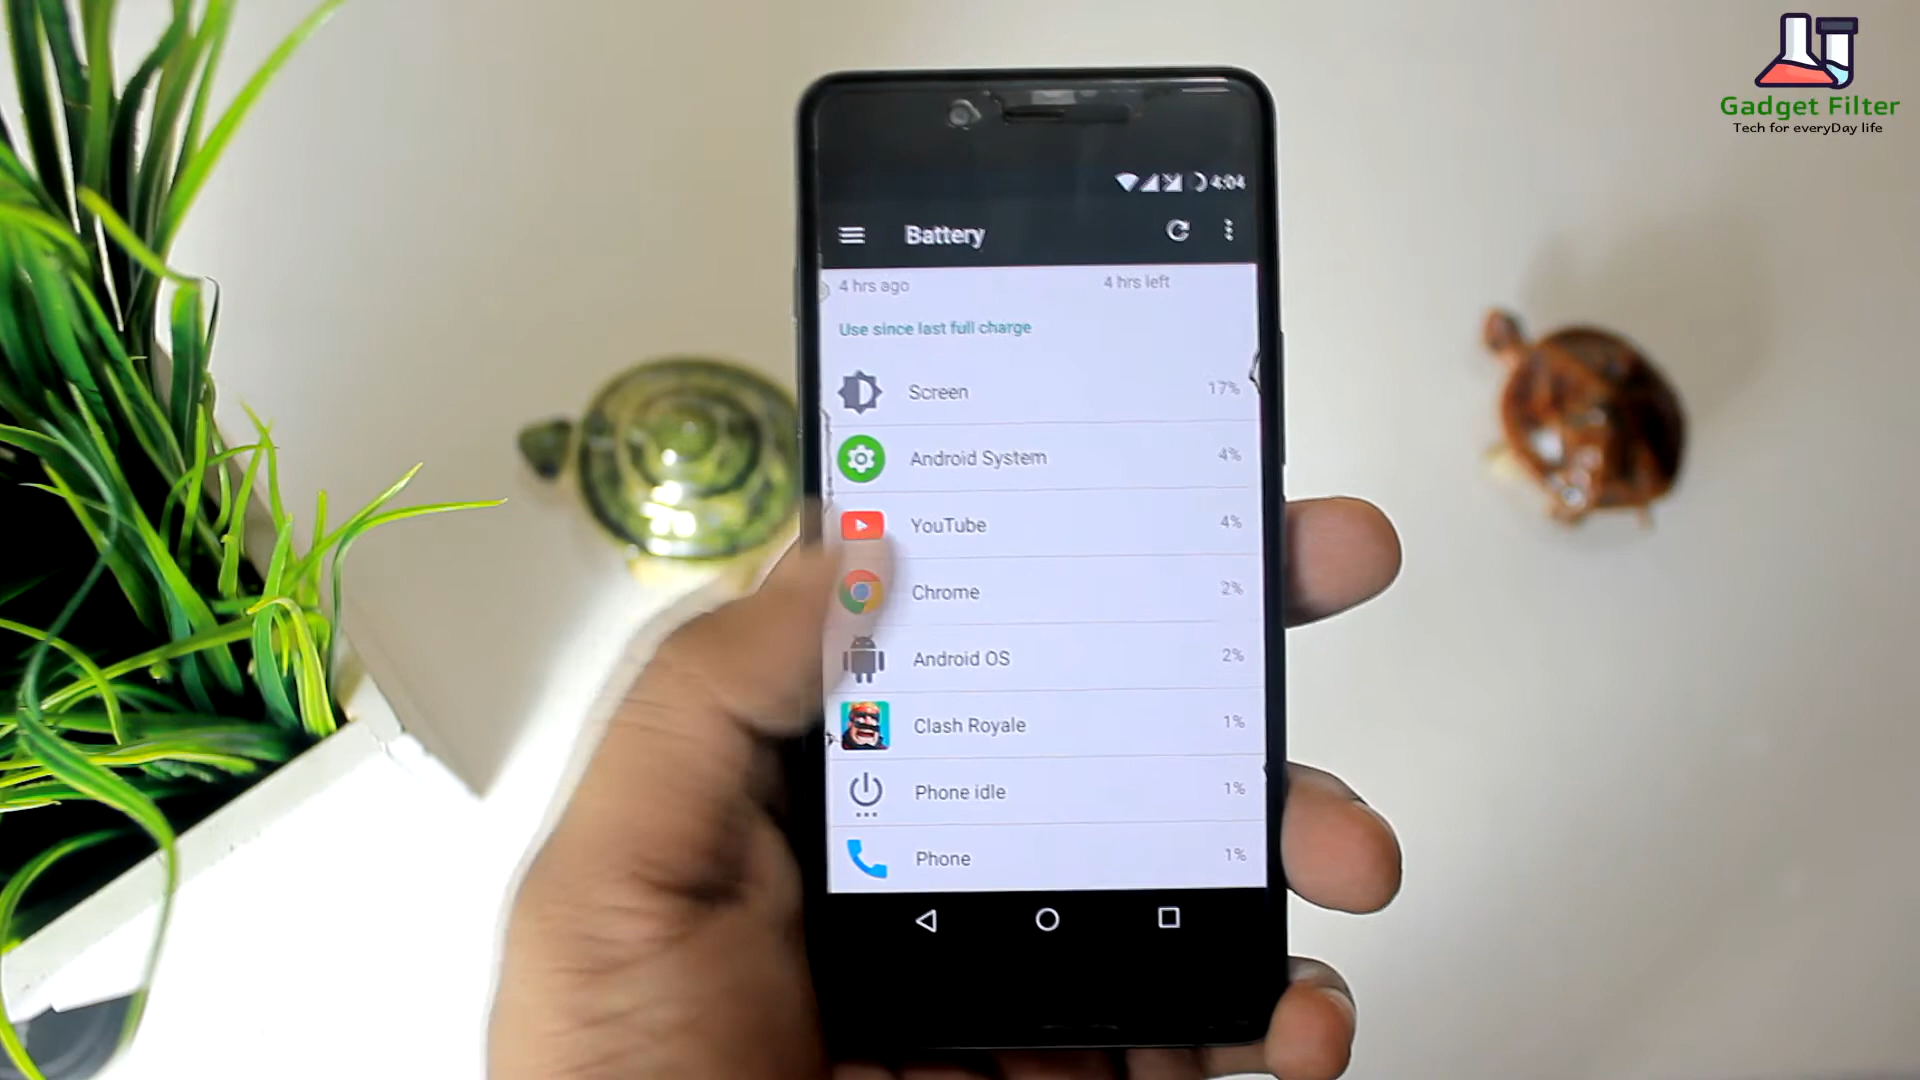 Gadget Filter
Tech for everyDay life
4:04
Battery
4 hrs ago 4 hrs left
Use since last full charge
Screen 17%
Android System 4%
YouTube 4%
Chrome 2%
Android OS 2%
Clash Royale 1%
Phone idle 1%
Phone 1%